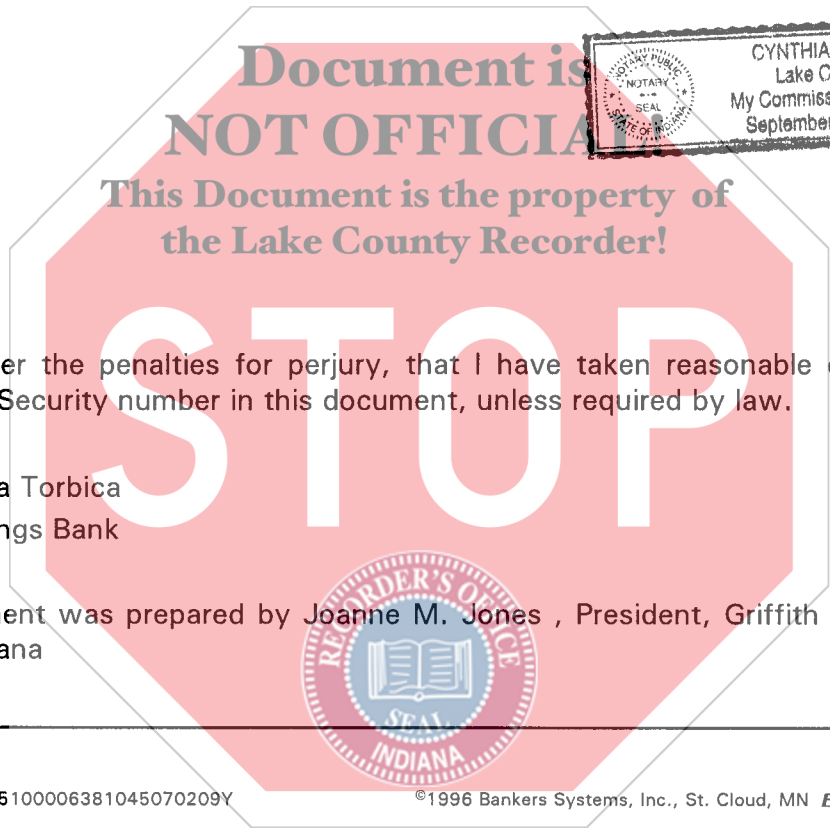 Document is
NOT OFFICIAL!
This Document is the property of
the Lake County Recorder!
NOTARY PUBLIC
NOTARY
SEAL
STATE OF INDIANA
CYNTHIA
Lake C
My Commiss
September
STOP
er the penalties for perjury, that I have taken reasonable
Security number in this document, unless required by law.
a Torbica
ngs Bank
ent was prepared by Joanne M. Jones , President, Griffith
ana
RECORDER'S OFFICE
SEAL
INDIANA
5100006381045070209Y
©1996 Bankers Systems, Inc., St. Cloud, MN